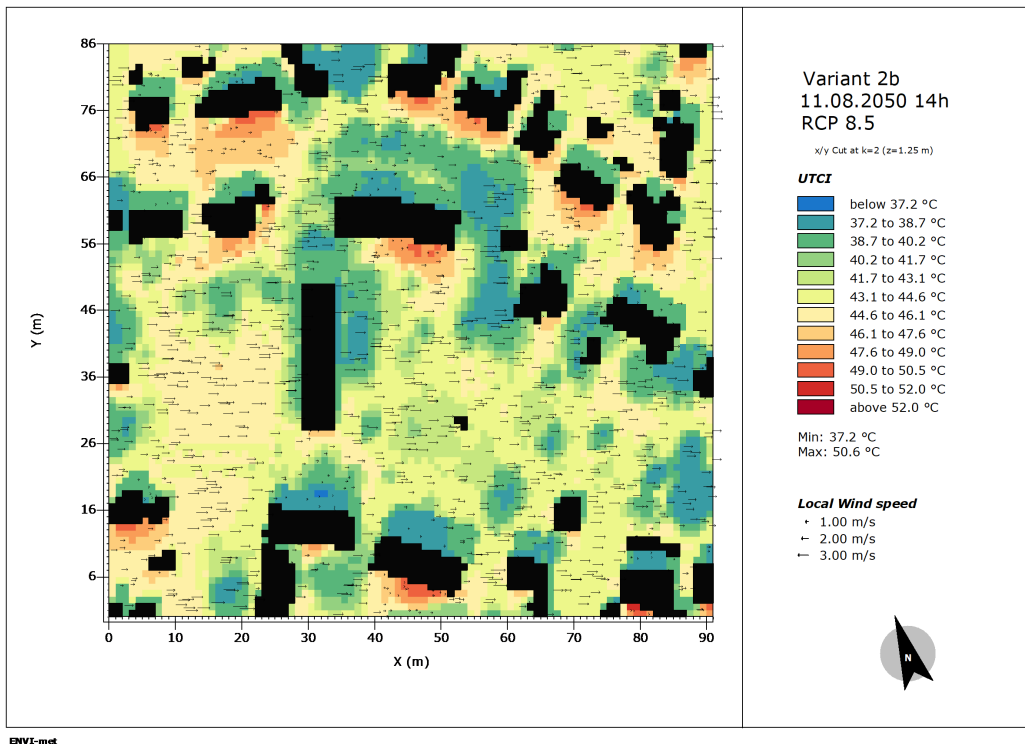 Variant 2b
11.08.2050 14h
RCP 8.5
x/y Cut at k=2 (z=1.25 m)
UTCI
below 37.2 °C
37.2 to 38.7 °C
38.7 to 40.2 °C
40.2 to 41.7 °C
41.7 to 43.1 °C
43.1 to 44.6 °C
44.6 to 46.1 °C
46.1 to 47.6 °C
47.6 to 49.0 °C
49.0 to 50.5 °C
50.5 to 52.0 °C
above 52.0 °C
Min: 37.2 °C
Max: 50.6 °C
Local Wind speed
1.00 m/s
2.00 m/s
3.00 m/s
N
86
76
66
56
46
36
26
16
6
Y (m)
0 10 20 30 40 50 60 70 80 90
X (m)
ENVI-met